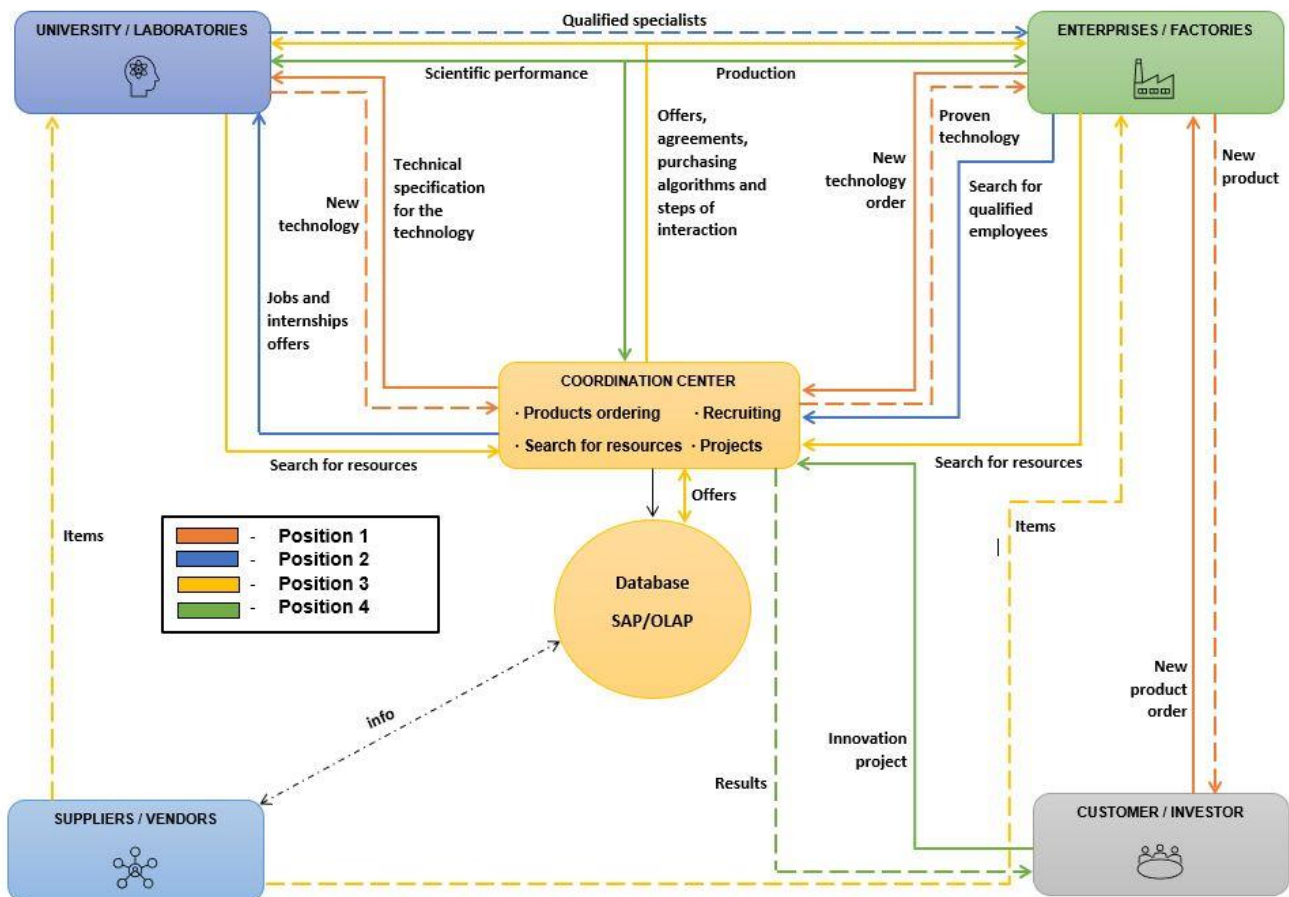 UNIVERSITY / LABORATORIES
Qualified specialists
ENTERPRISES / FACTORIES
Scientific performance
Production
Offers,
agreements,
purchasing
algorithms and
steps of
interaction
Technical
specification
for the
technology
New
technology
Jobs and
internships
offers
New
technology
order
Proven
technology
Search for
qualified
employees
New
product
COORDINATION CENTER
· Products ordering
· Recruiting
· Search for resources
· Projects
Search for resources
Search for resources
Offers
Items
Items
- Position 1
- Position 2
- Position 3
- Position 4
Database
SAP/OLAP
info
New
product
order
Innovation
project
Results
SUPPLIERS / VENDORS
CUSTOMER / INVESTOR